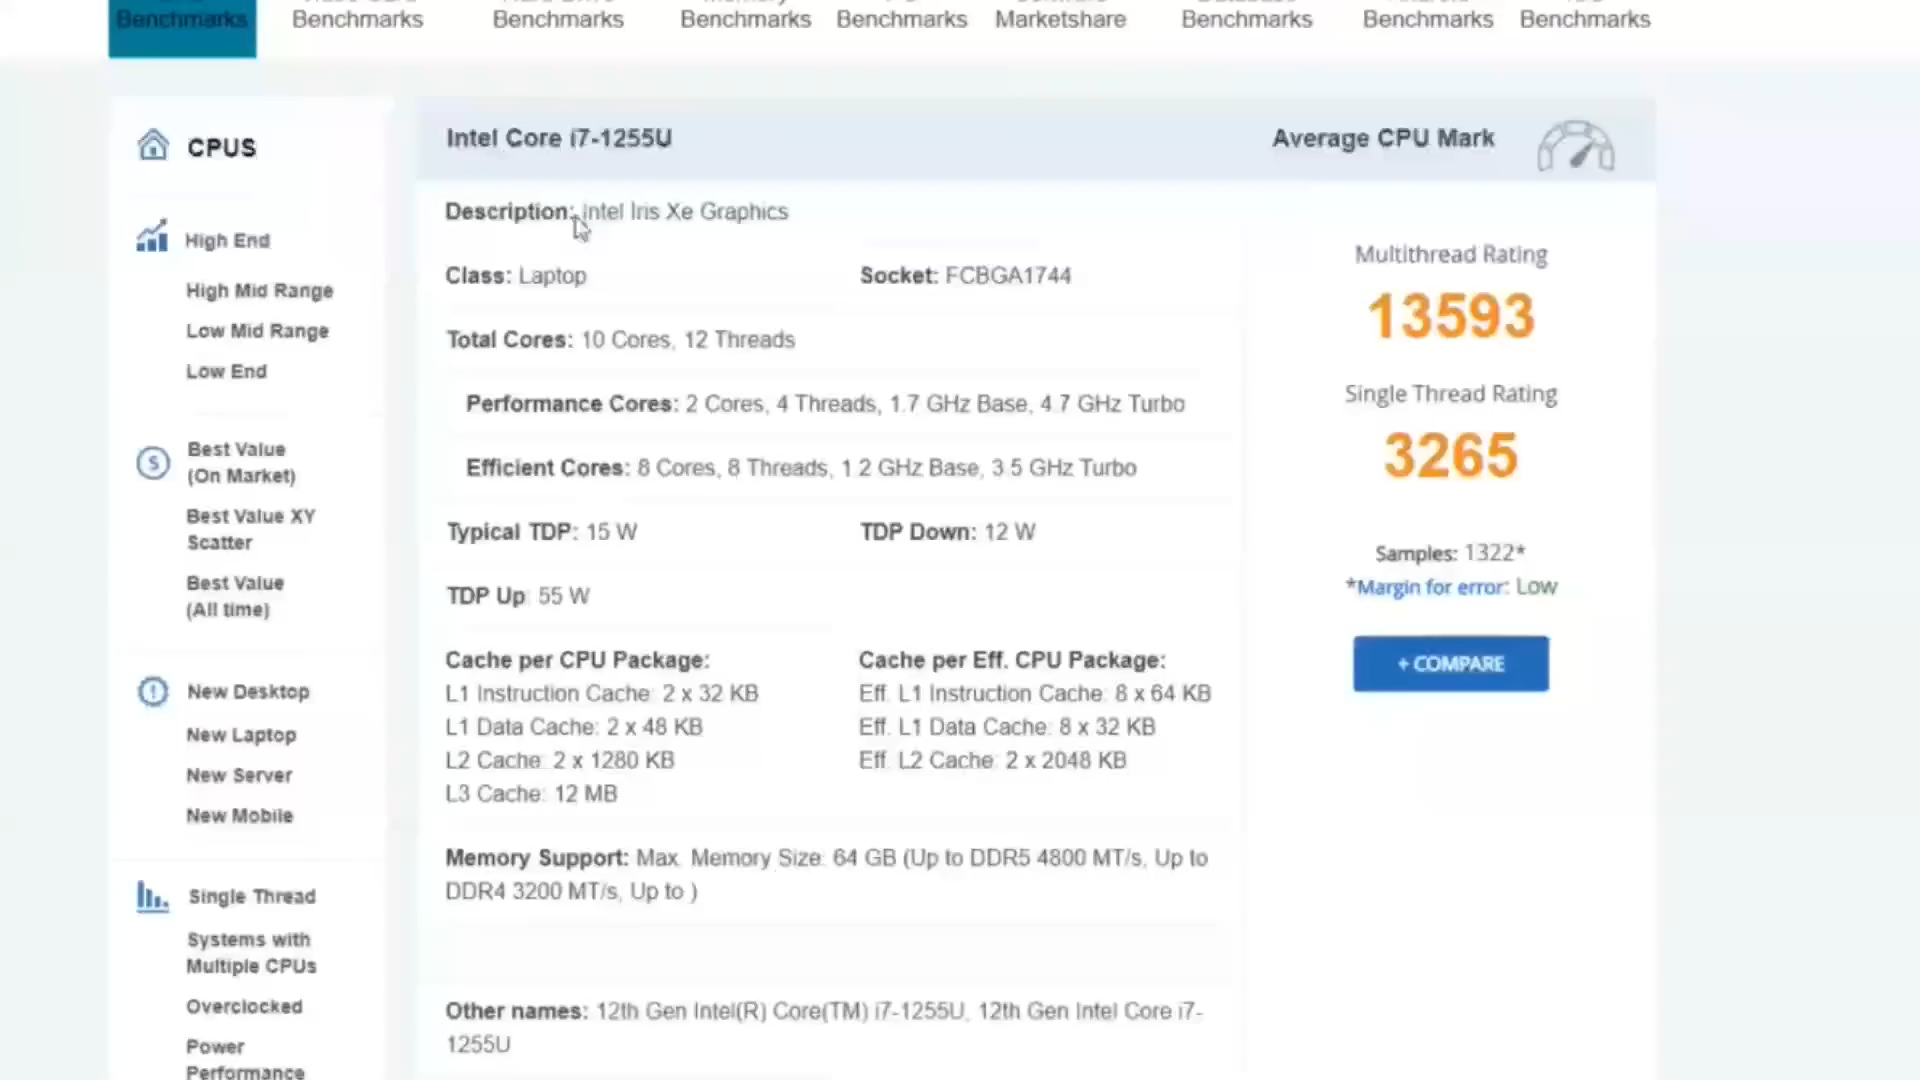 Benchmarks
Benchmarks
Benchmarks
Benchmarks
Benchmarks
Marketshare
Benchmarks
Benchmarks
Benchmarks
CPUS
High End
High Mid Range
Low Mid Range
Low End
Best Value
(On Market)
Best Value XY
Scatter
Best Value
(All time)
New Desktop
New Laptop
New Server
New Mobile
Single Thread
Systems with
Multiple CPUs
Overclocked
Power
Performance
Intel Core i7-1255U
Average CPU Mark
Description: Intel Iris Xe Graphics
Class: Laptop
Socket: FCBGA1744
Total Cores: 10 Cores, 12 Threads
Performance Cores: 2 Cores, 4 Threads, 1.7 GHz Base, 4.7 GHz Turbo
Efficient Cores: 8 Cores, 8 Threads, 1.2 GHz Base, 3.5 GHz Turbo
Typical TDP: 15 W
TDP Down: 12 W
TDP Up: 55 W
Cache per CPU Package:
L1 Instruction Cache: 2 x 32 KB
L1 Data Cache: 2 x 48 KB
L2 Cache: 2 x 1280 KB
L3 Cache: 12 MB
Cache per Eff. CPU Package:
Eff. L1 Instruction Cache: 8 x 64 KB
Eff. L1 Data Cache: 8 x 32 KB
Eff. L2 Cache: 2 x 2048 KB
Memory Support: Max. Memory Size: 64 GB (Up to DDR5 4800 MT/s, Up to
DDR4 3200 MT/s, Up to )
Other names: 12th Gen Intel(R) Core(TM) i7-1255U, 12th Gen Intel Core i7-
1255U
Multithread Rating
13593
Single Thread Rating
3265
Samples: 1322*
*Margin for error: Low
+ COMPARE